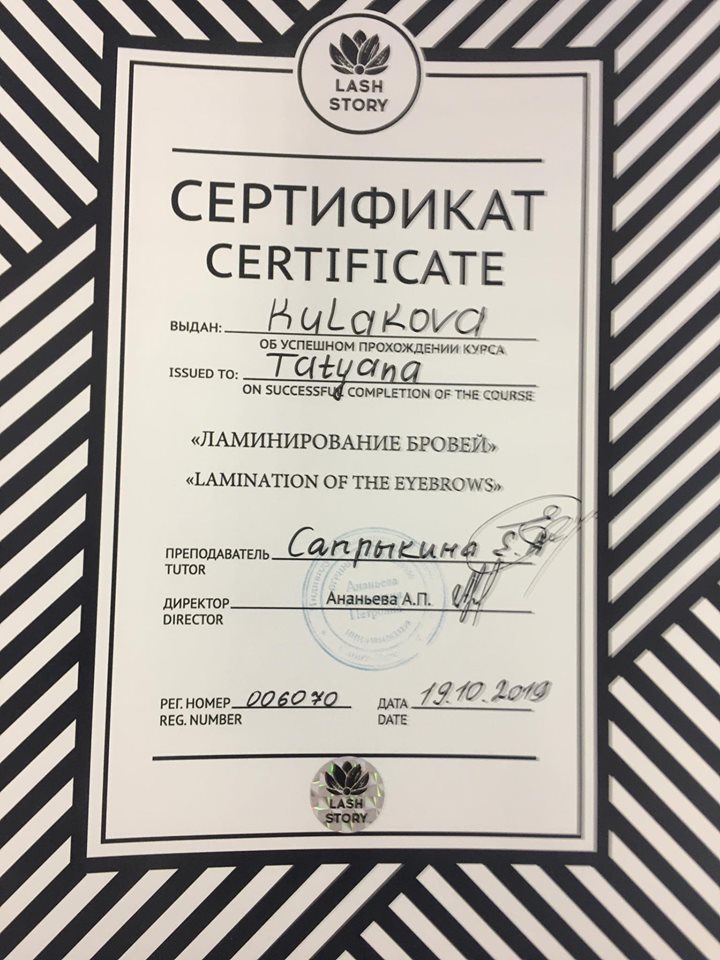 LASH
STORY
СЕРТИФИКАТ
CERTIFICATE
ВЫДАН: Kulakova
ОБ УСПЕШНОМ ПРОХОЖДЕНИИ КУРСА
ISSUED TO: Tatyana
ON SUCCESSFUL COMPLETION OF THE COURSE
«ЛАМИНИРОВАНИЕ БРОВЕЙ»
«LAMINATION OF THE EYEBROWS»
ПРЕПОДАВАТЕЛЬ Сапрыкина Е.А
TUTOR
ДИРЕКТОР Ананьева А.П.
DIRECTOR
Ананьева
РЕГ. НОМЕР 006070 ДАТА 19.10.2019
REG. NUMBER DATE
LASH
STORY